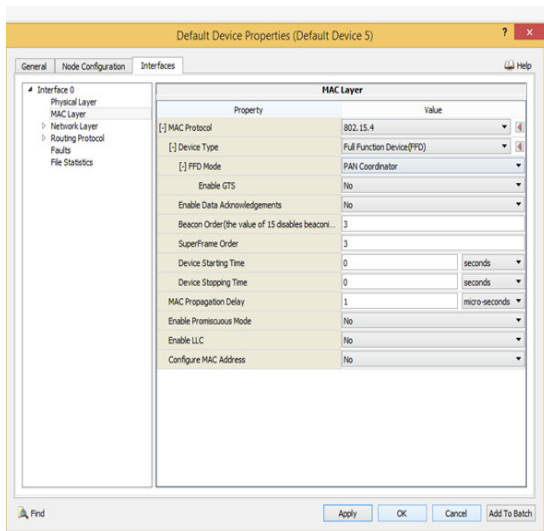 Default Device Properties (Default Device 5)
? x
General Node Configuration Interfaces Help
Interface 0
Physical Layer
MAC Layer
Network Layer
Routing Protocol
Faults
File Statistics
MAC Layer
Property Value
[-] MAC Protocol 802.15.4
[-] Device Type Full Function Device(FFD)
[-] FFD Mode PAN Coordinator
Enable GTS No
Enable Data Acknowledgements No
Beacon Order(the value of 15 disables beaconi... 3
SuperFrame Order 3
Device Starting Time 0 seconds
Device Stopping Time 0 seconds
MAC Propagation Delay 1 micro-seconds
Enable Promiscuous Mode No
Enable LLC No
Configure MAC Address No
Find Apply OK Cancel Add To Batch